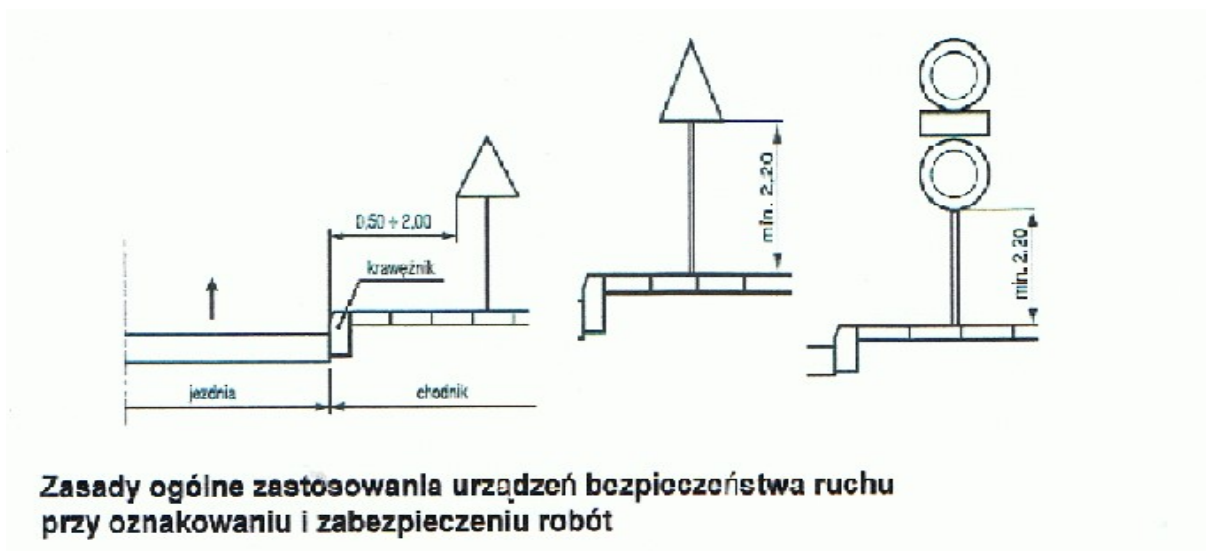 0,50 ÷ 2,00
krawężnik
jezdnia
chodnik
min. 2,20
min. 2,20
Zasady ogólne zastosowania urządzeń bezpieczeństwa ruchu
przy oznakowaniu i zabezpieczeniu robót